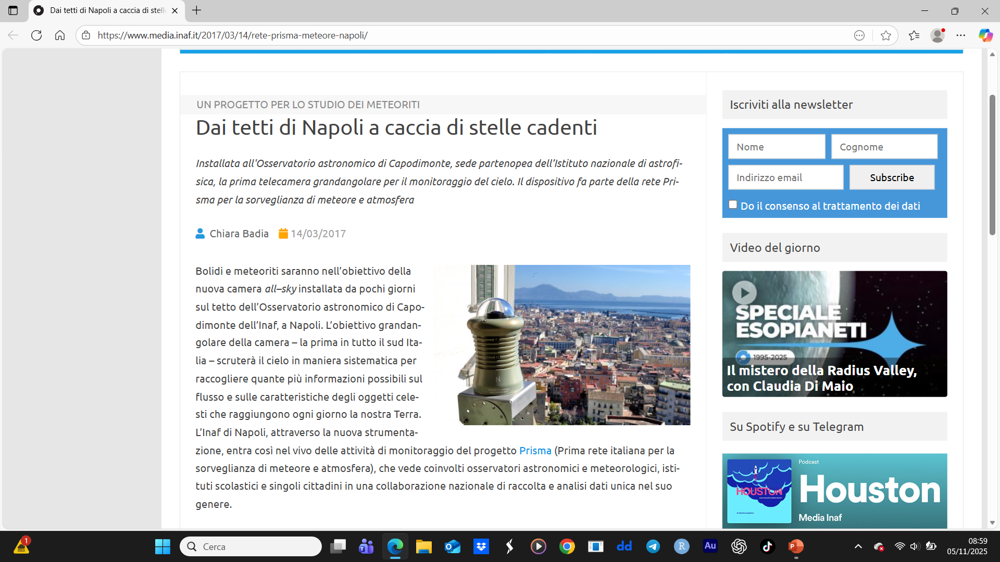 Dai tetti di Napoli a caccia di stell
https://www.media.inaf.it/2017/03/14/rete-prisma-meteore-napoli/
UN PROGETTO PER LO STUDIO DEI METEORITI
Dai tetti di Napoli a caccia di stelle cadenti
Installata all'Osservatorio astronomico di Capodimonte, sede partenopea dell’Istituto nazionale di astrofi-
sica, la prima telecamera grandangolare per il monitoraggio del cielo. Il dispositivo fa parte della rete Pri-
sma per la sorveglianza di meteore e atmosfera
Chiara Badia 14/03/2017
Bolidi e meteoriti saranno nell’obiettivo della
nuova camera all–sky installata da pochi giorni
sul tetto dell’Osservatorio astronomico di Capo-
dimonte dell’Inaf, a Napoli. L’obiettivo grandan-
golare della camera – la prima in tutto il sud Ita-
lia – scruterà il cielo in maniera sistematica per
raccogliere quante più informazioni possibili sul
flusso e sulle caratteristiche degli oggetti cele-
sti che raggiungono ogni giorno la nostra Terra.
L’Inaf di Napoli, attraverso la nuova strumenta-
zione, entra così nel vivo delle attività di monitoraggio del progetto Prisma (Prima rete italiana per la
sorveglianza di meteore e atmosfera), che vede coinvolti osservatori astronomici e meteorologici, isti-
tuti scolastici e singoli cittadini in una collaborazione nazionale di raccolta e analisi dati unica nel suo
genere.
N
Iscriviti alla newsletter
Nome Cognome
Indirizzo email Subscribe
Do il consenso al trattamento dei dati
Video del giorno
SPECIALE
ESOPIANETI
1995-2025
Il mistero della Radius Valley,
con Claudia Di Maio
Su Spotify e su Telegram
HOUSTON
Podcast
Houston
Media Inaf
1
Cerca
dd
R
Au
P
08:59
05/11/2025